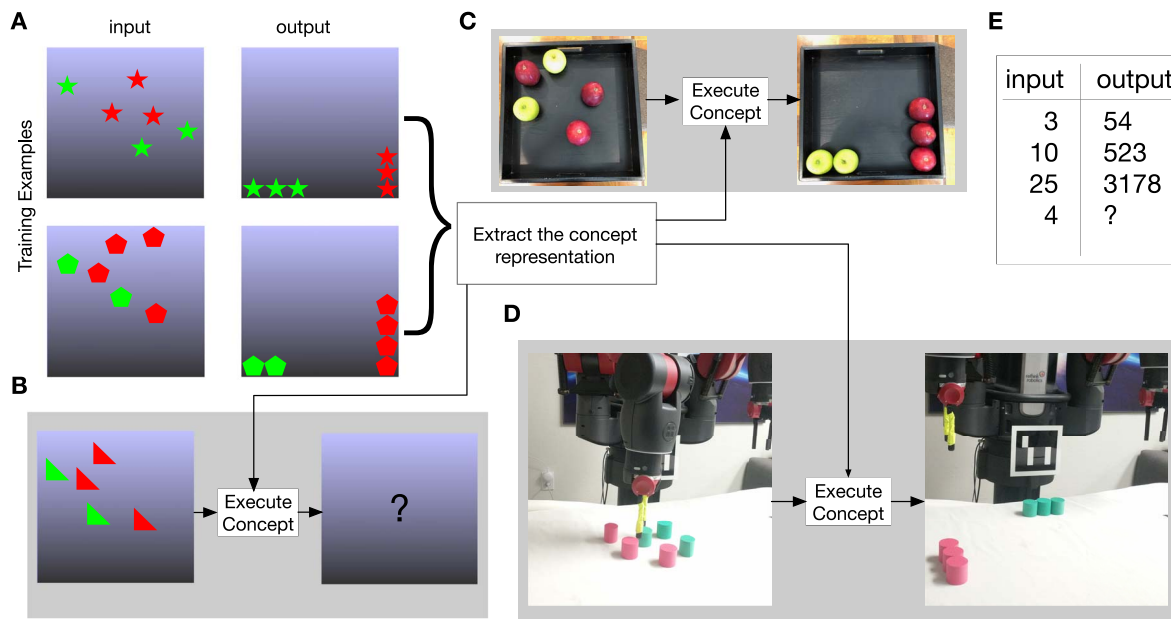 A
input
output
Training Examples
B
Execute
Concept
?
Extract the concept
representation
C
Execute
Concept
D
Execute
Concept
E
input output
3 54
10 523
25 3178
4 ?